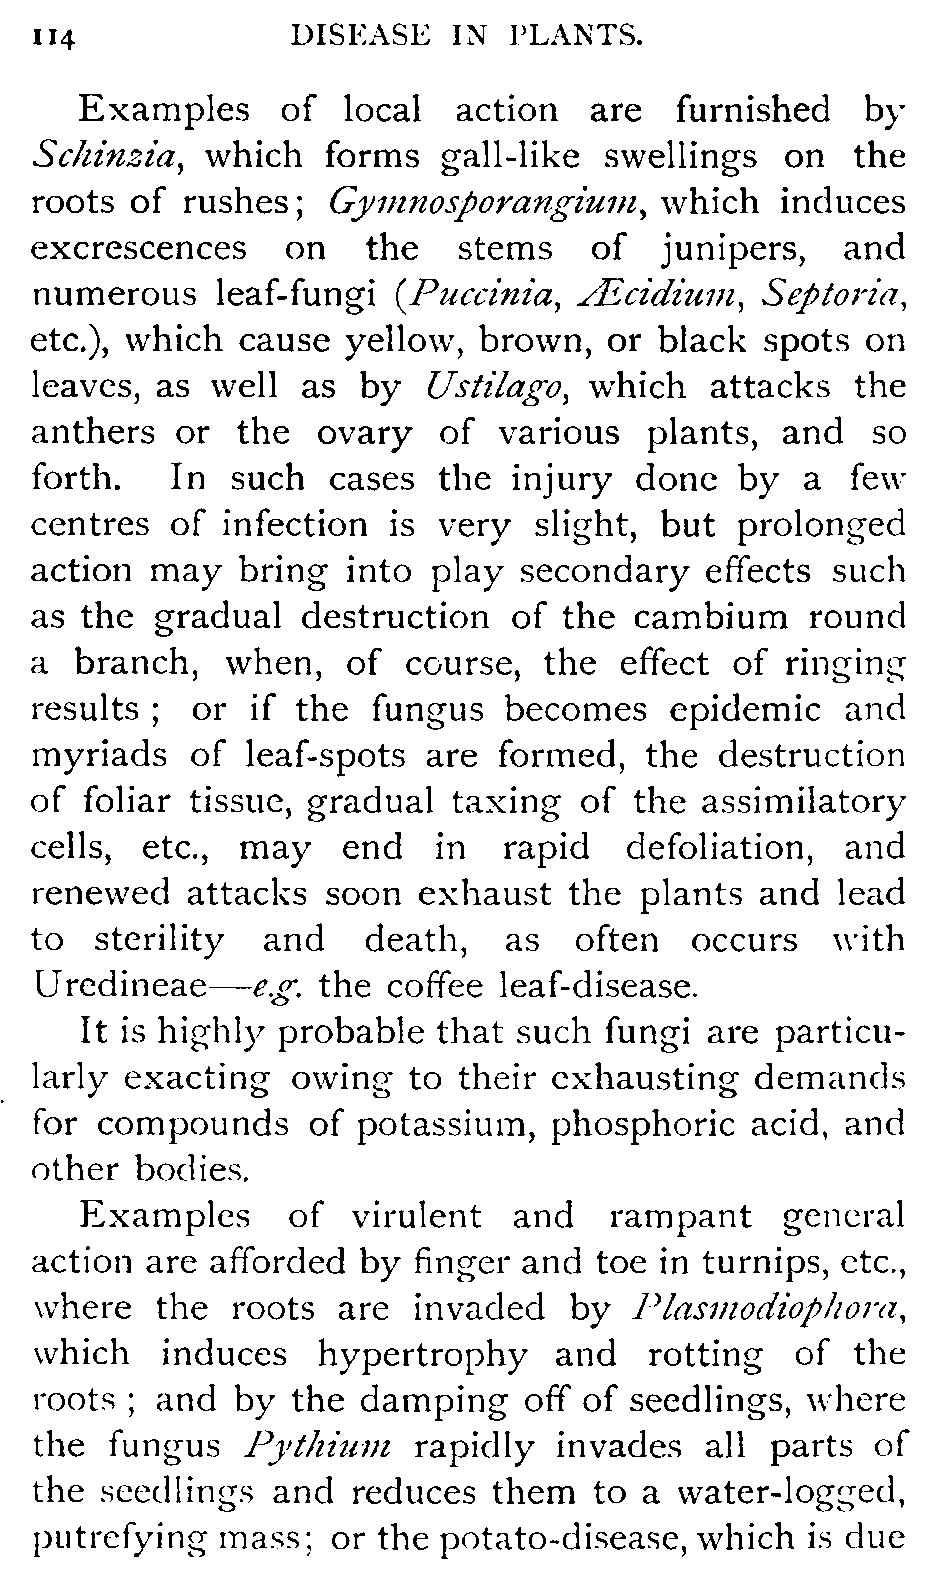 114 DISEASE IN PLANTS.
Examples of local action are furnished by
Schinzia, which forms gall-like swellings on the
roots of rushes; Gymnosporangium, which induces
excrescences on the stems of junipers, and
numerous leaf-fungi (Puccinia, Æcidium, Septoria,
etc.), which cause yellow, brown, or black spots on
leaves, as well as by Ustilago, which attacks the
anthers or the ovary of various plants, and so
forth. In such cases the injury done by a few
centres of infection is very slight, but prolonged
action may bring into play secondary effects such
as the gradual destruction of the cambium round
a branch, when, of course, the effect of ringing
results; or if the fungus becomes epidemic and
myriads of leaf-spots are formed, the destruction
of foliar tissue, gradual taxing of the assimilatory
cells, etc., may end in rapid defoliation, and
renewed attacks soon exhaust the plants and lead
to sterility and death, as often occurs with
Uredineae—e.g. the coffee leaf-disease.
It is highly probable that such fungi are particu-
larly exacting owing to their exhausting demands
for compounds of potassium, phosphoric acid, and
other bodies.
Examples of virulent and rampant general
action are afforded by finger and toe in turnips, etc.,
where the roots are invaded by Plasmodiophora,
which induces hypertrophy and rotting of the
roots; and by the damping off of seedlings, where
the fungus Pythium rapidly invades all parts of
the seedlings and reduces them to a water-logged,
putrefying mass; or the potato-disease, which is due